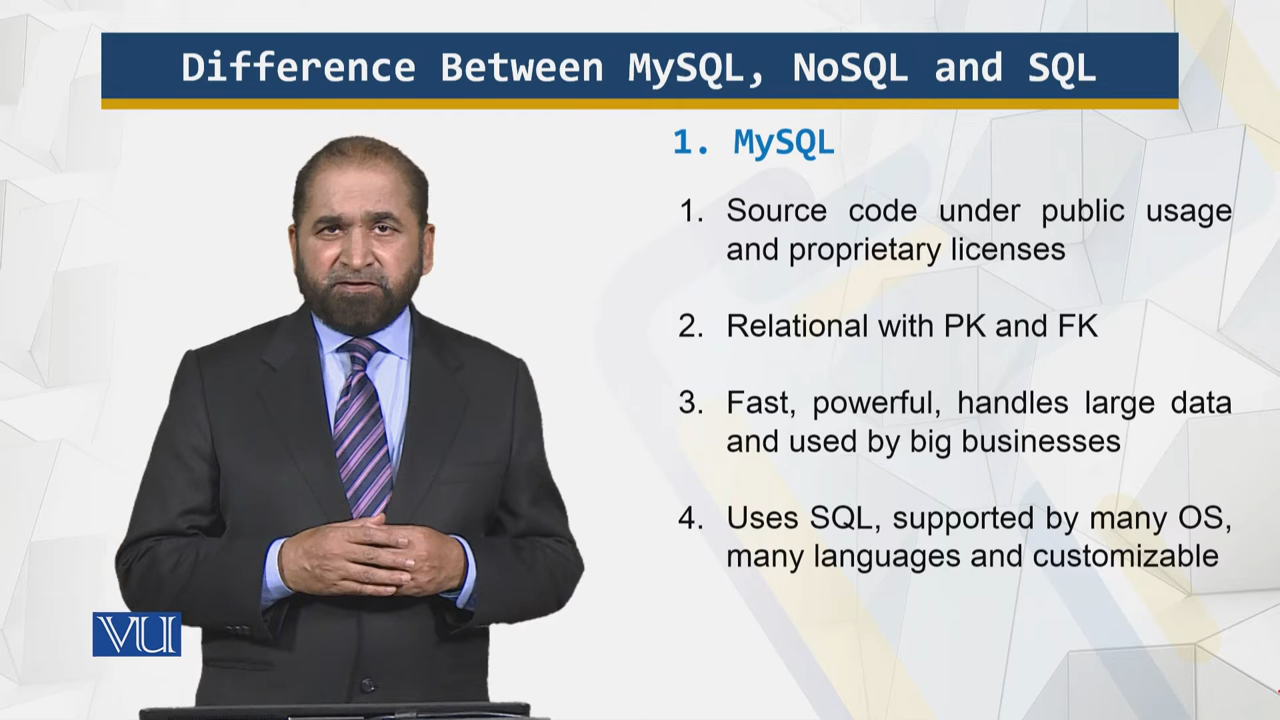 Difference Between MySQL, NoSQL and SQL
1. MySQL
1. Source code under public usage
and proprietary licenses
2. Relational with PK and FK
3. Fast, powerful, handles large data
and used by big businesses
4. Uses SQL, supported by many OS,
many languages and customizable
VU